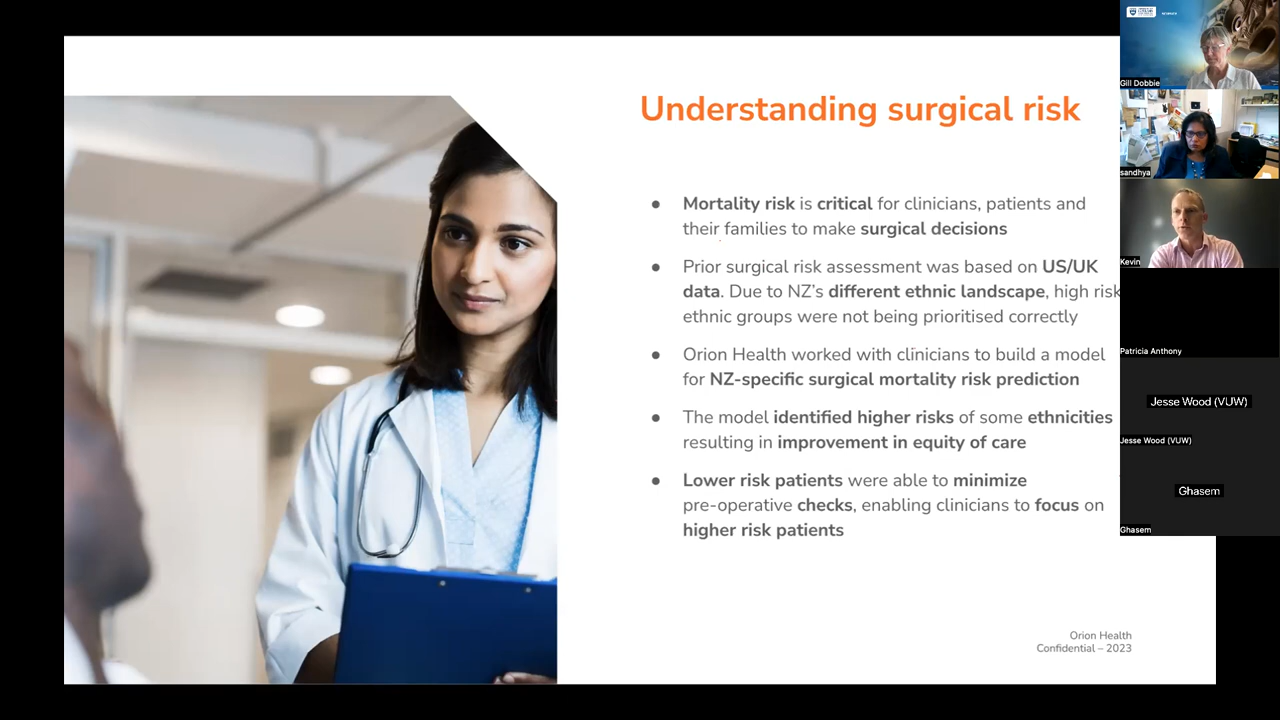 Understanding surgical risk
● Mortality risk is critical for clinicians, patients and
their families to make surgical decisions
● Prior surgical risk assessment was based on US/UK
data. Due to NZ's different ethnic landscape, high risk
ethnic groups were not being prioritised correctly
● Orion Health worked with clinicians to build a model
for NZ-specific surgical mortality risk prediction
● The model identified higher risks of some ethnicities
resulting in improvement in equity of care
● Lower risk patients were able to minimize
pre-operative checks, enabling clinicians to focus on
higher risk patients
Orion Health
Confidential – 2023
SCIENCE
Gill Dobbie
sandhya
Kevin
Patricia Anthony
Jesse Wood (VUW)
Jesse Wood (VUW)
Ghasem
Ghasem